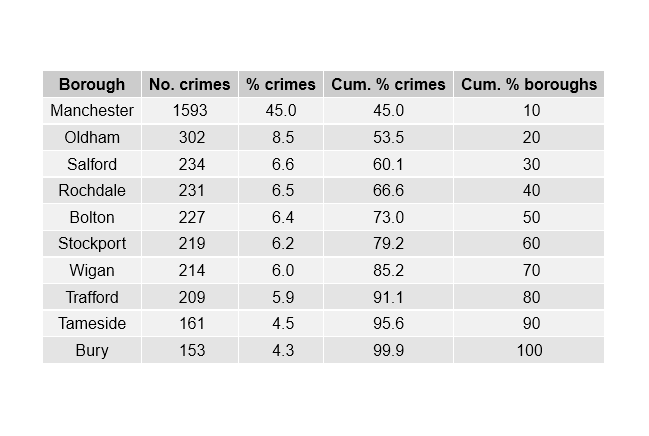 Borough No. crimes % crimes Cum. % crimes Cum. % boroughs
Manchester 1593 45.0 45.0 10
Oldham 302 8.5 53.5 20
Salford 234 6.6 60.1 30
Rochdale 231 6.5 66.6 40
Bolton 227 6.4 73.0 50
Stockport 219 6.2 79.2 60
Wigan 214 6.0 85.2 70
Trafford 209 5.9 91.1 80
Tameside 161 4.5 95.6 90
Bury 153 4.3 99.9 100